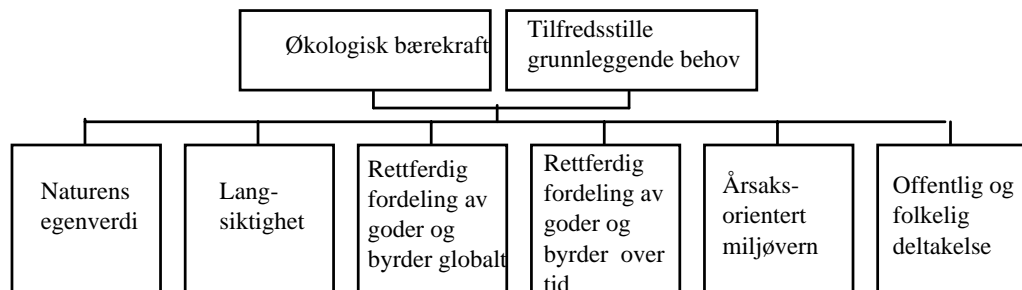 Økologisk bærekraft
Tilfredsstille
grunnleggende behov
Naturens
egenverdi
Lang-
siktighet
Rettferdig
fordeling av
goder og
byrder globalt
Rettferdig
fordeling av
goder og
byrder over
tid
Årsaks-
orientert
miljøvern
Offentlig og
folkelig
deltakelse